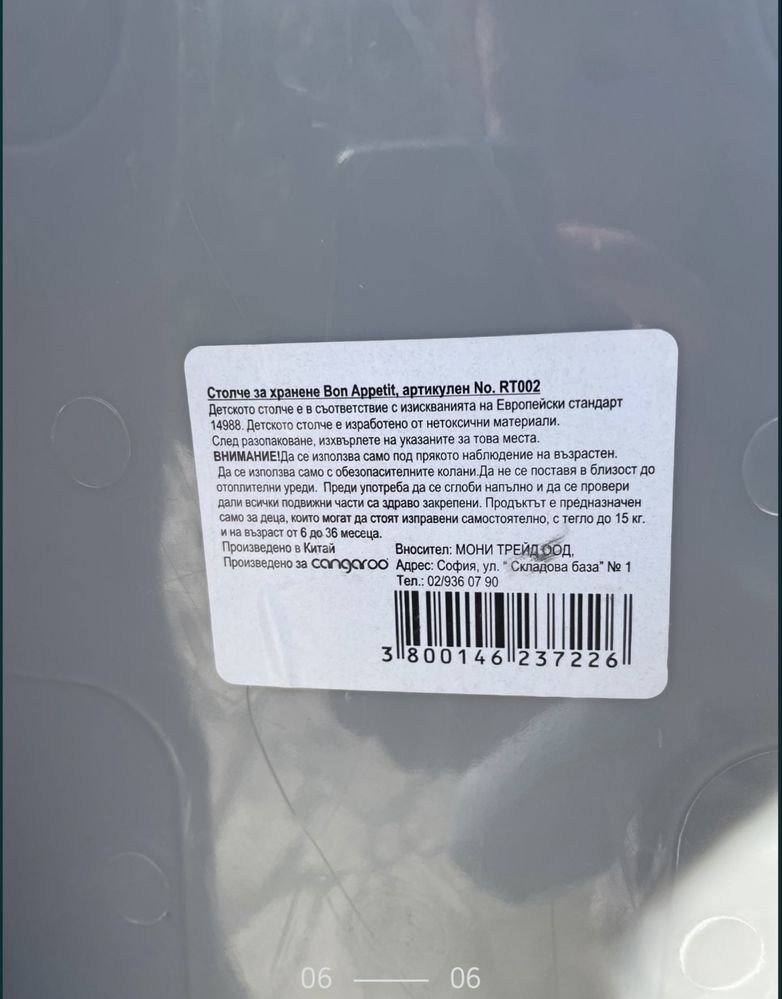 Столче за хранене Bon Appetit, артикулен No. RT002
Детското столче е в съответствие с изискванията на Европейски стандарт
14988. Детското столче е изработено от нетоксични материали.
След разопаковане, изхвърлете на указаните за това места.
ВНИМАНИЕ!Да се използва само под прякото наблюдение на възрастен.
Да се използва само с обезопасителните колани.Да не се поставя в близост до
отоплителни уреди. Преди употреба да се сглоби напълно и да се провери
дали всички подвижни части са здраво закрепени. Продуктът е предназначен
само за деца, които могат да стоят изправени самостоятелно, с тегло до 15 кг.
и на възраст от 6 до 36 месеца.
Произведено в Китай
Произведено за cangaroo
Вносител: МОНИ ТРЕЙД ООД,
Адрес: София, ул. " Складова база" № 1
Тел.: 02/936 07 90
3 800146 237226
06 06